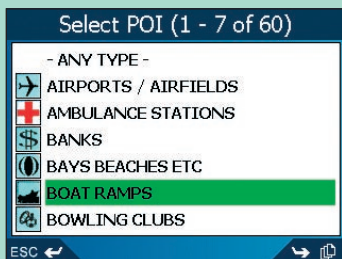 Select POI (1 - 7 of 60)
- ANY TYPE -
AIRPORTS / AIRFIELDS
AMBULANCE STATIONS
BANKS
BAYS BEACHES ETC
BOAT RAMPS
BOWLING CLUBS
ESC